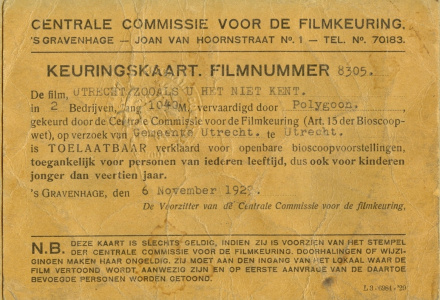 CENTRALE COMMISSIE VOOR DE FILMKEURING.
'S GRAVENHAGE — JOAN VAN HOORNSTRAAT No. 1 — TEL. No. 70183.
KEURINGSKAART. FILMNUMMER 8305.
De film, UTRECHT ZOOALS U HET NIET KENT.
in 2 Bedrijven, lang 1040M, vervaardigd door Polygoon.,
gekeurd door de Centrale Commissie voor de Filmkeuring (Art. 15 der Bioscoop-
wet), op verzoek van Gemeente Utrecht. te Utrecht.
is TOELAATBAAR verklaard voor openbare bioscoopvoorstellingen,
toegankelijk voor personen van iederen leeftijd, dus ook voor kinderen
jonger dan veertien jaar.
'S GRAVENHAGE, den 6 November 1929.
De Voorzitter van de Centrale Commissie voor de filmkeuring,
N.B. DEZE KAART IS SLECHTS GELDIG, INDIEN ZIJ IS VOORZIEN VAN HET STEMPEL
DER CENTRALE COMMISSIE VOOR DE FILMKEURING. DOORHALINGEN OF WIJZI-
GINGEN MAKEN HAAR ONGELDIG. ZIJ MOET AAN DEN INGANG VAN HET LOKAAL WAAR DE
FILM VERTOOND WORDT, AANWEZIG ZIJN EN OP EERSTE AANVRAGE VAN DE DAARTOE
BEVOEGDE PERSONEN WORDEN GETOOND.